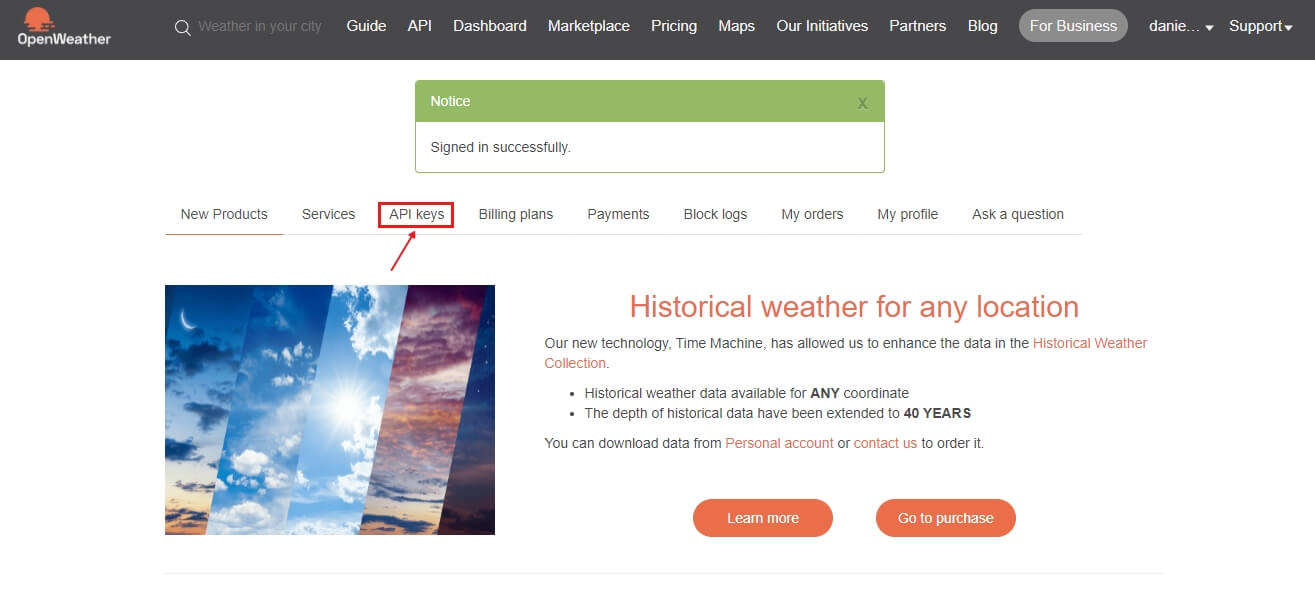 OpenWeather
Weather in your city Guide API Dashboard Marketplace Pricing Maps Our Initiatives Partners Blog For Business danie... Support
Notice x
Signed in successfully.
New Products Services API keys Billing plans Payments Block logs My orders My profile Ask a question
Historical weather for any location
Our new technology, Time Machine, has allowed us to enhance the data in the Historical Weather
Collection.
• Historical weather data available for ANY coordinate
• The depth of historical data have been extended to 40 YEARS
You can download data from Personal account or contact us to order it.
Learn more Go to purchase